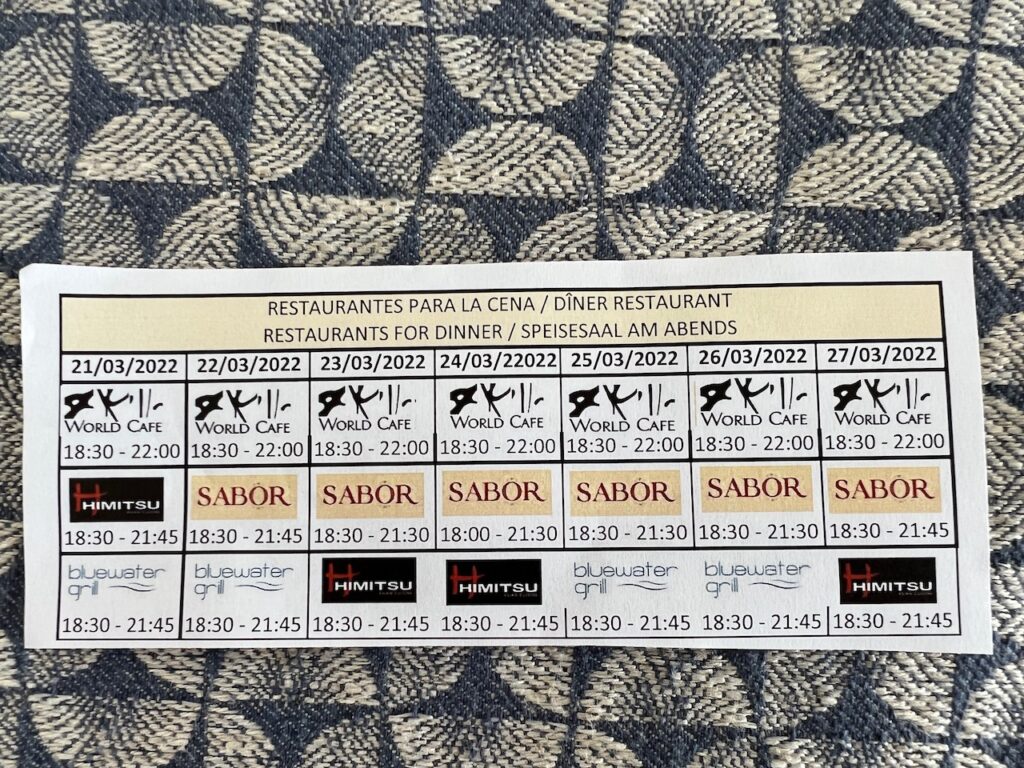 RESTAURANTES PARA LA CENA / DÎNER RESTAURANT
RESTAURANTS FOR DINNER / SPEISESAAL AM ABENDS
21/03/2022 22/03/2022 23/03/2022 24/03/22022 25/03/2022 26/03/2022 27/03/2022
WORLD CAFE WORLD CAFE WORLD CAFE WORLD CAFE WORLD CAFE WORLD CAFE WORLD CAFE
18:30 - 22:00 18:30 - 22:00 18:30 - 22:00 18:30 - 22:00 18:30 - 22:00 18:30 - 22:00 18:30 - 22:00
HIMITSU SABOR SABOR SABOR SABOR SABOR SABOR
18:30 - 21:45 18:30 - 21:45 18:30 - 21:30 18:00 - 21:30 18:30 - 21:30 18:30 - 21:30 18:30 - 21:45
bluewater grill bluewater grill HIMITSU HIMITSU bluewater grill bluewater grill HIMITSU
18:30 - 21:45 18:30 - 21:45 18:30 - 21:45 18:30 - 21:45 18:30 - 21:45 18:30 - 21:45 18:30 - 21:45